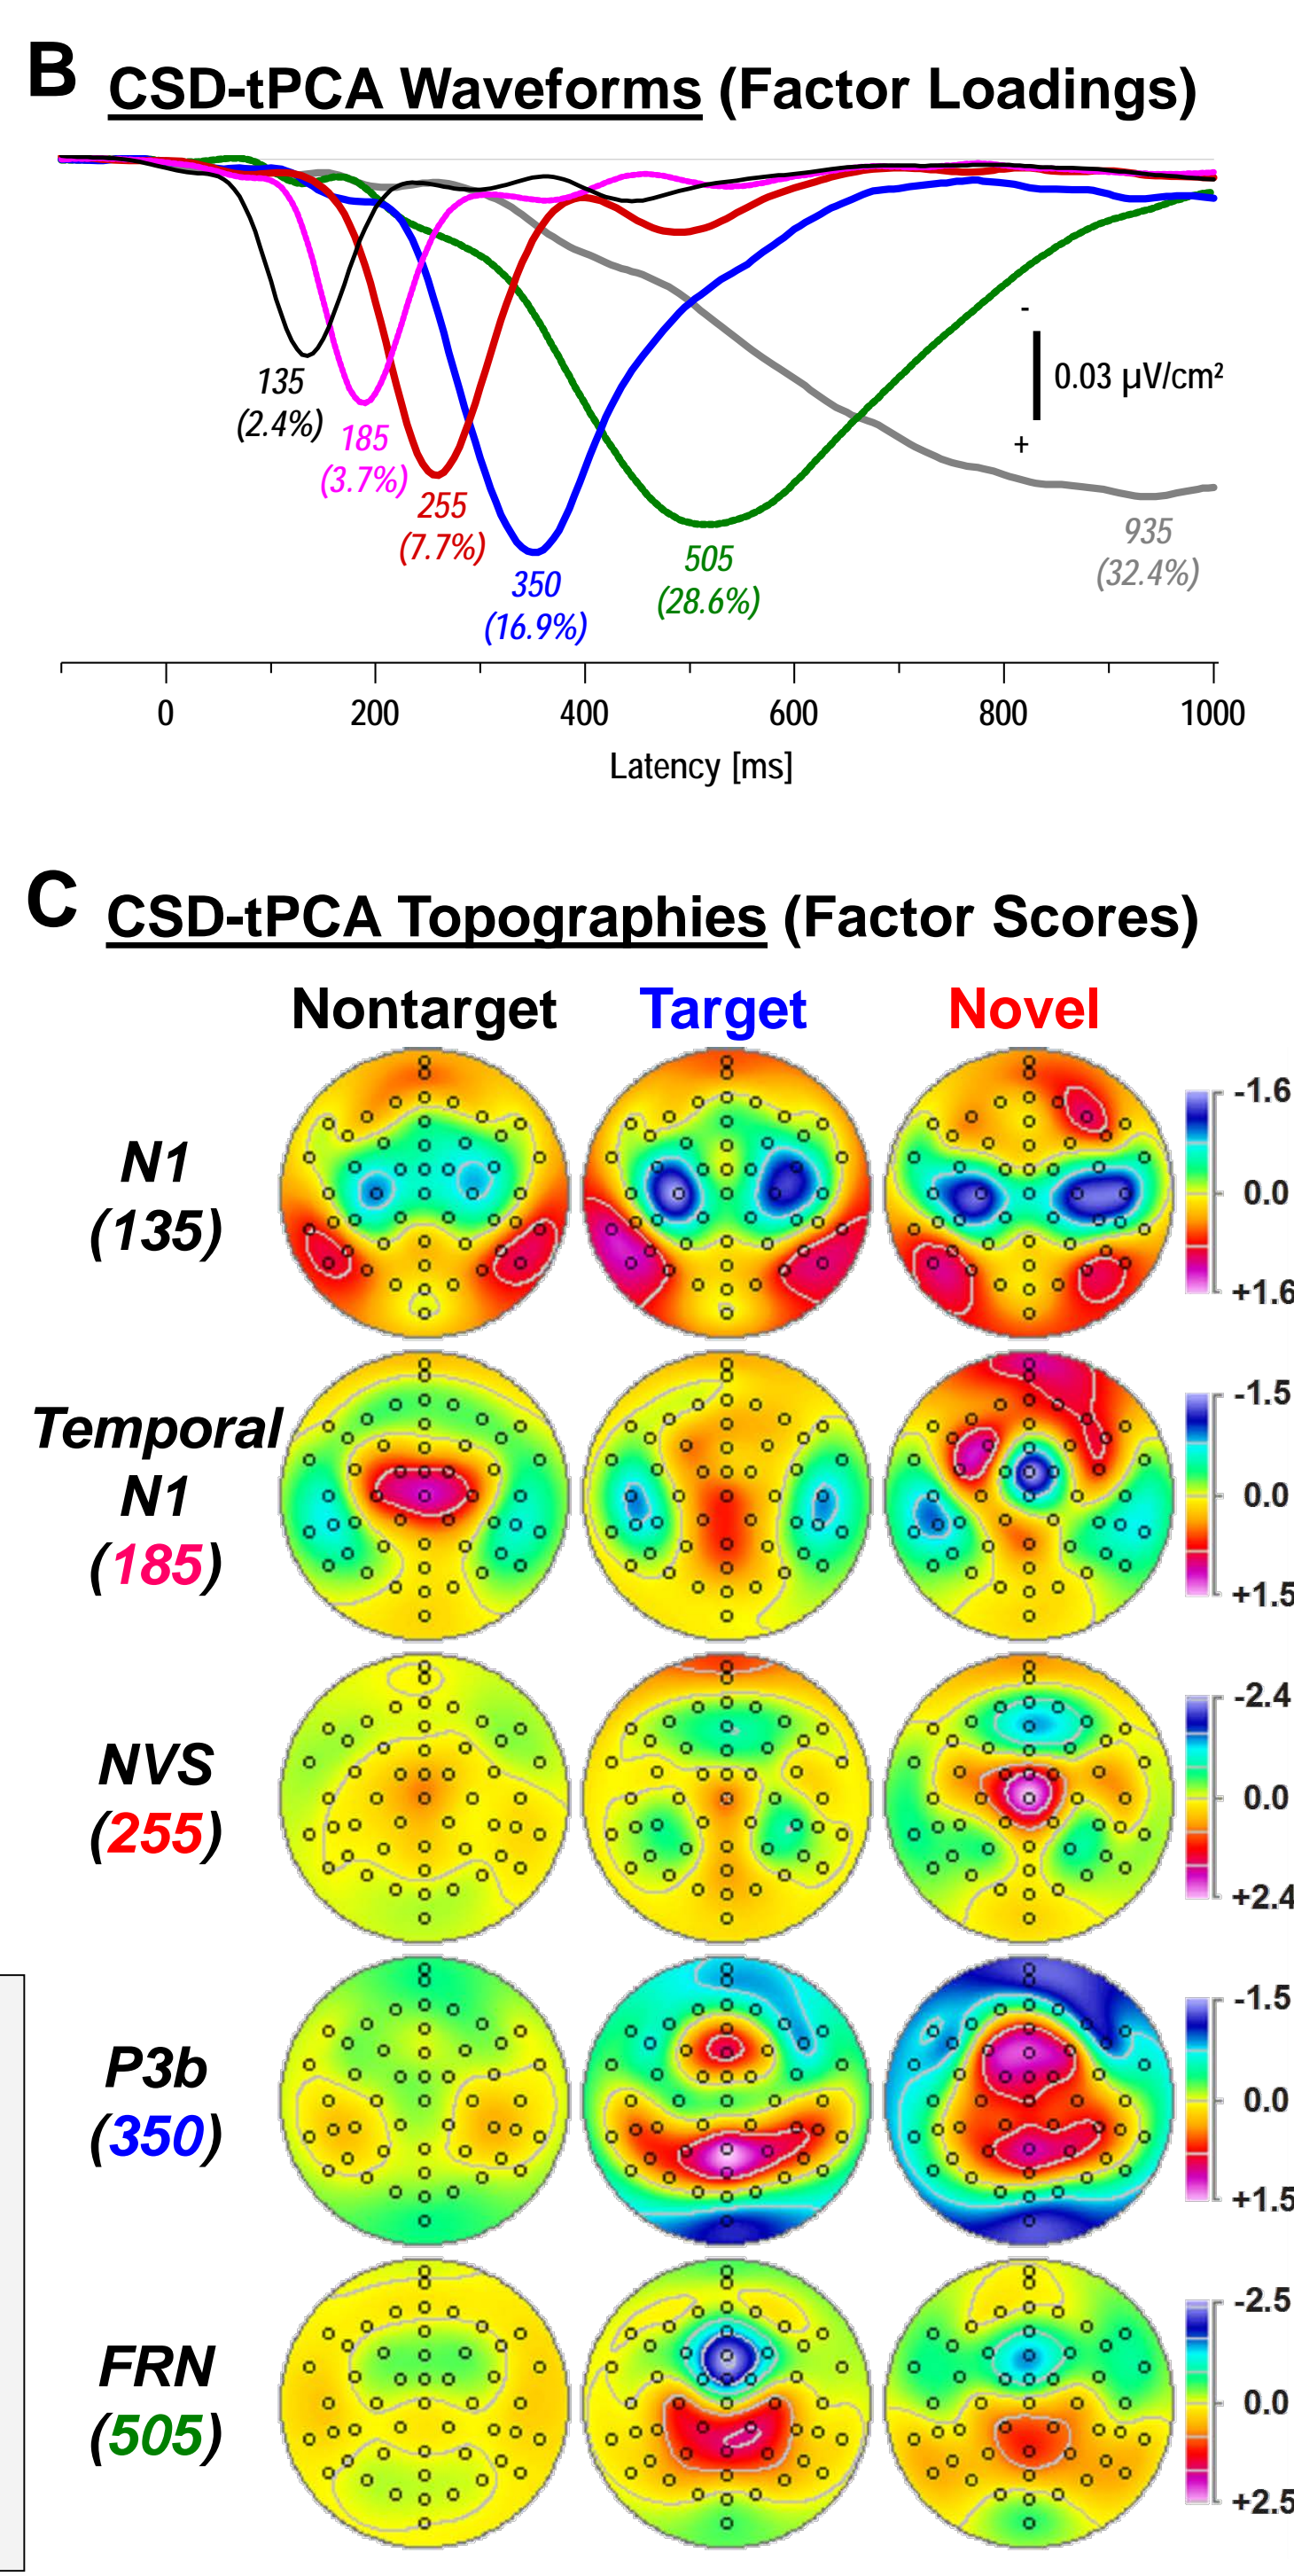 B CSD-tPCA Waveforms (Factor Loadings)
-
0.03 µV/cm²
+
135
(2.4%)
185
(3.7%)
255
(7.7%)
350
(16.9%)
505
(28.6%)
935
(32.4%)
0 200 400 600 800 1000
Latency [ms]
C CSD-tPCA Topographies (Factor Scores)
Nontarget Target Novel
N1
(135)
-1.6
0.0
+1.6
Temporal
N1
(185)
-1.5
0.0
+1.5
NVS
(255)
-2.4
0.0
+2.4
P3b
(350)
-1.5
0.0
+1.5
FRN
(505)
-2.5
0.0
+2.5